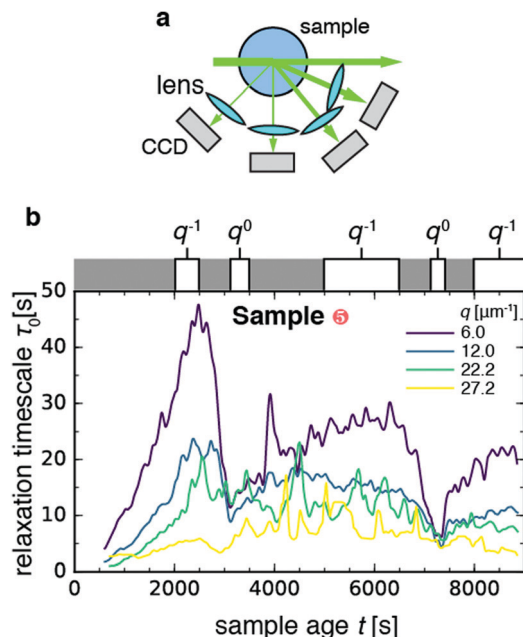 a
sample
lens
CCD
b
q⁻¹ q⁰ q⁻¹ q⁰ q⁻¹
50
40
30
20
10
0
relaxation timescale τ₀[s]
Sample 5
q [µm⁻¹]
6.0
12.0
22.2
27.2
0 2000 4000 6000 8000
sample age t [s]